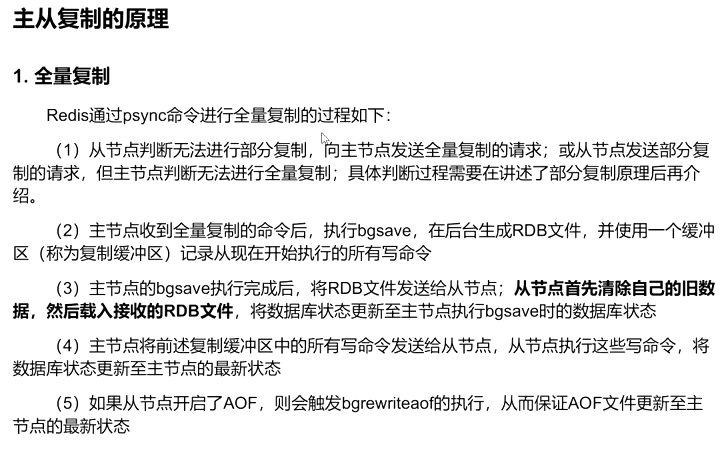 主从复制的原理
1. 全量复制
Redis通过psync命令进行全量复制的过程如下：
（1）从节点判断无法进行部分复制，向主节点发送全量复制的请求；或从节点发送部分复
制的请求，但主节点判断无法进行全量复制；具体判断过程需要在讲述了部分复制原理后再介
绍。
（2）主节点收到全量复制的命令后，执行bgsave，在后台生成RDB文件，并使用一个缓冲
区（称为复制缓冲区）记录从现在开始执行的所有写命令
（3）主节点的bgsave执行完成后，将RDB文件发送给从节点；从节点首先清除自己的旧数
据，然后载入接收的RDB文件，将数据库状态更新至主节点执行bgsave时的数据库状态
（4）主节点将前述复制缓冲区中的所有写命令发送给从节点，从节点执行这些写命令，将
数据库状态更新至主节点的最新状态
（5）如果从节点开启了AOF，则会触发bgrewriteaof的执行，从而保证AOF文件更新至主
节点的最新状态